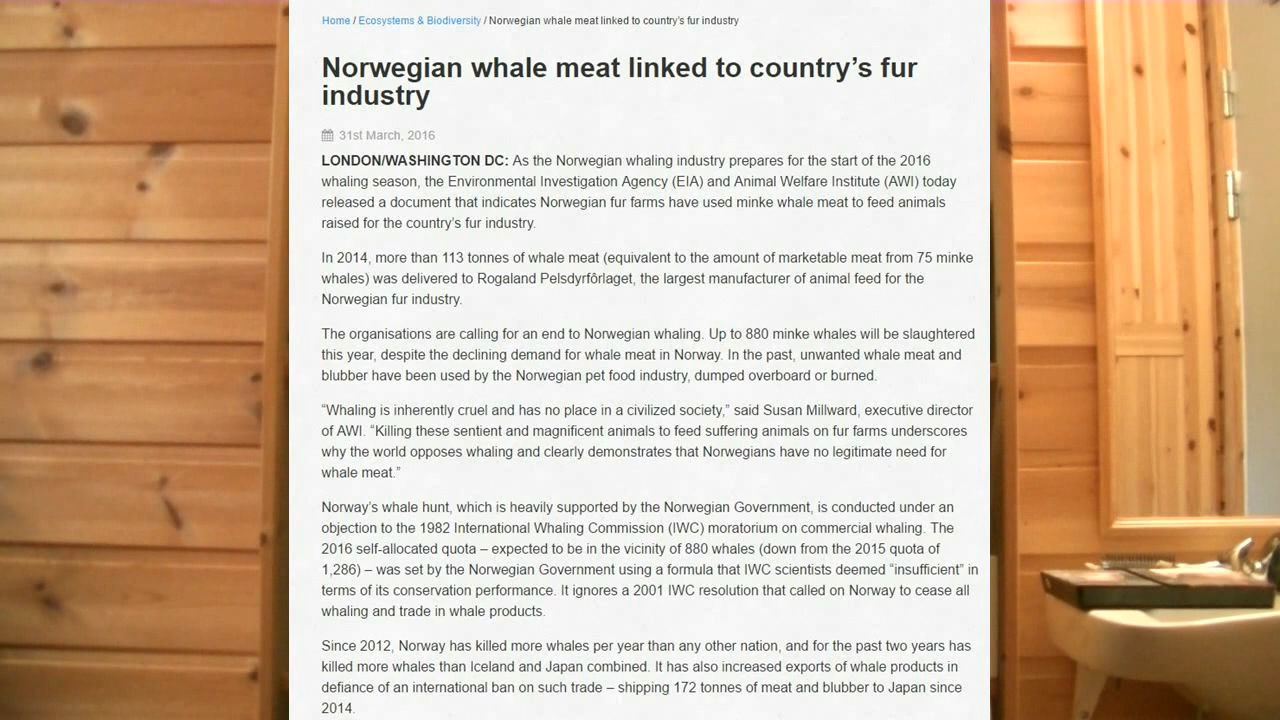 Home / Ecosystems & Biodiversity / Norwegian whale meat linked to country’s fur industry
Norwegian whale meat linked to country’s fur
industry
31st March, 2016
LONDON/WASHINGTON DC: As the Norwegian whaling industry prepares for the start of the 2016
whaling season, the Environmental Investigation Agency (EIA) and Animal Welfare Institute (AWI) today
released a document that indicates Norwegian fur farms have used minke whale meat to feed animals
raised for the country’s fur industry.
In 2014, more than 113 tonnes of whale meat (equivalent to the amount of marketable meat from 75 minke
whales) was delivered to Rogaland Pelsdyrfôrlaget, the largest manufacturer of animal feed for the
Norwegian fur industry.
The organisations are calling for an end to Norwegian whaling. Up to 880 minke whales will be slaughtered
this year, despite the declining demand for whale meat in Norway. In the past, unwanted whale meat and
blubber have been used by the Norwegian pet food industry, dumped overboard or burned.
“Whaling is inherently cruel and has no place in a civilized society,” said Susan Millward, executive director
of AWI. “Killing these sentient and magnificent animals to feed suffering animals on fur farms underscores
why the world opposes whaling and clearly demonstrates that Norwegians have no legitimate need for
whale meat.”
Norway’s whale hunt, which is heavily supported by the Norwegian Government, is conducted under an
objection to the 1982 International Whaling Commission (IWC) moratorium on commercial whaling. The
2016 self-allocated quota – expected to be in the vicinity of 880 whales (down from the 2015 quota of
1,286) – was set by the Norwegian Government using a formula that IWC scientists deemed “insufficient” in
terms of its conservation performance. It ignores a 2001 IWC resolution that called on Norway to cease all
whaling and trade in whale products.
Since 2012, Norway has killed more whales per year than any other nation, and for the past two years has
killed more whales than Iceland and Japan combined. It has also increased exports of whale products in
defiance of an international ban on such trade – shipping 172 tonnes of meat and blubber to Japan since
2014.